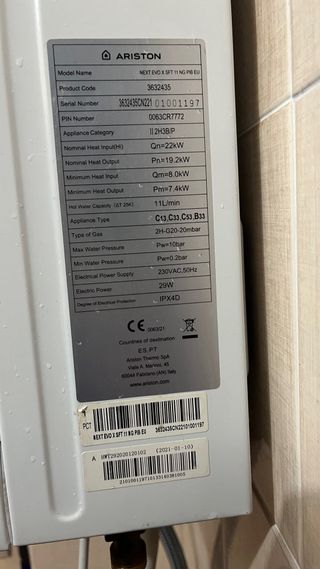 ARISTON
Model Name NEXT EVO X SFT 11 NG PIB EU
Product Code 3632435
Serial Number 3632435CN221 01001197
PIN Number 0063CR7772
Appliance Category II 2H3B/P
Nominal Heat Input(Hi) Qn=22kW
Nominal Heat Output Pn=19.2kW
Minimum Heat Input Qm=8.0kW
Minimum Heat Output Pm=7.4kW
Hot Water Capacity (ΔT 25K) 11L/min
Appliance Type C13,C33,C53,B33
Type of Gas 2H-G20-20mbar
Max Water Pressure Pw=10bar
Min Water Pressure Pw=0.2bar
Electrical Power Supply 230VAC,50Hz
Electric Power 29W
Degree of Electrical Protection IPX4D
CE 0063/21
Countries of destination
ES,PT
Ariston Thermo SpA
Viale A. Merloni, 45
60044 Fabriano (AN) Italy
www.ariston.com
PCT
NEXT EVO X SFT 11 NG PIB EU 3632435CN22101001197
A HWT292020120102 (2021-01-10)